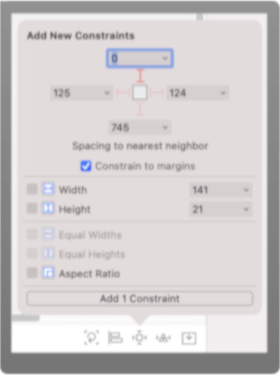 Add New Constraints
0
125 124
745
Spacing to nearest neighbor
Constrain to margins
Width 141
Height 21
Equal Widths
Equal Heights
Aspect Ratio
Add 1 Constraint